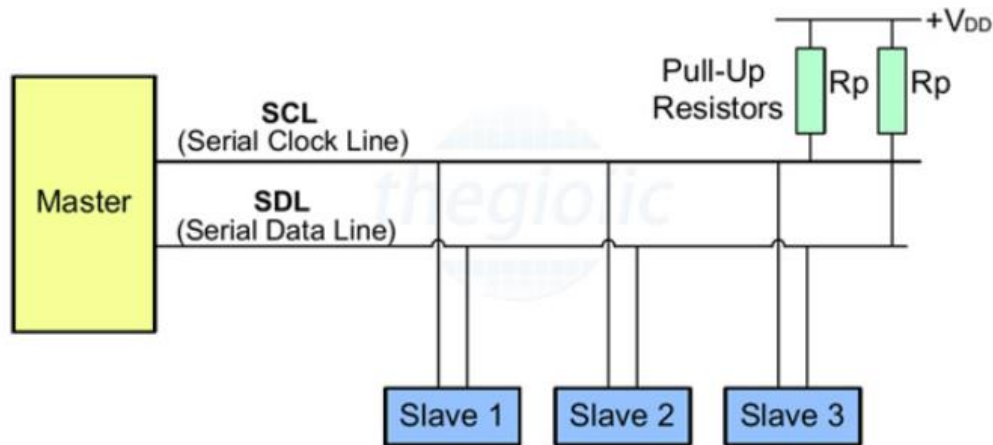 +VDD
Pull-Up
Resistors
Rp
Rp
SCL
(Serial Clock Line)
Master
SDL
(Serial Data Line)
thegioiic
Slave 1
Slave 2
Slave 3